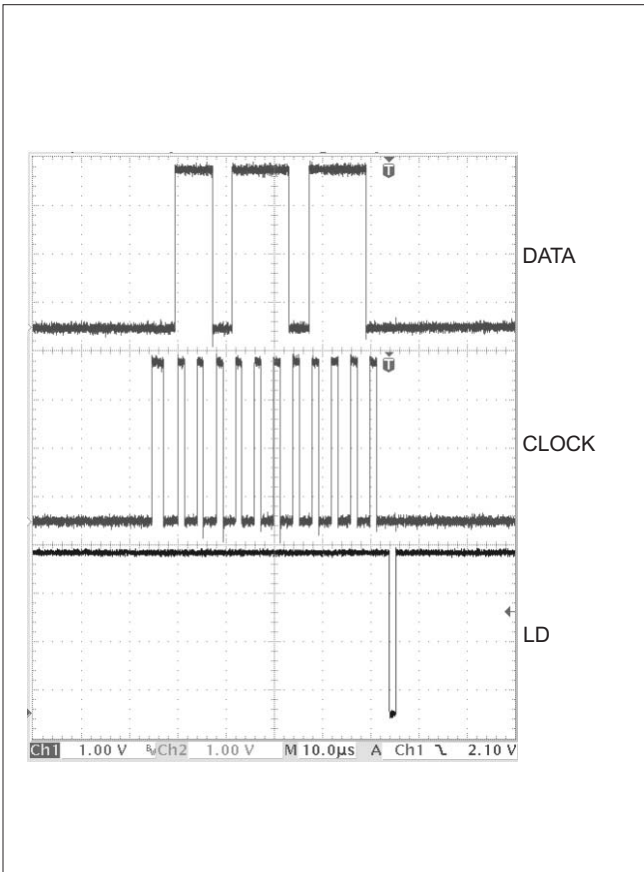 T
DATA
T
CLOCK
LD
Ch1 1.00 V Ch2 1.00 V M 10.0μs A Ch1 2.10 V